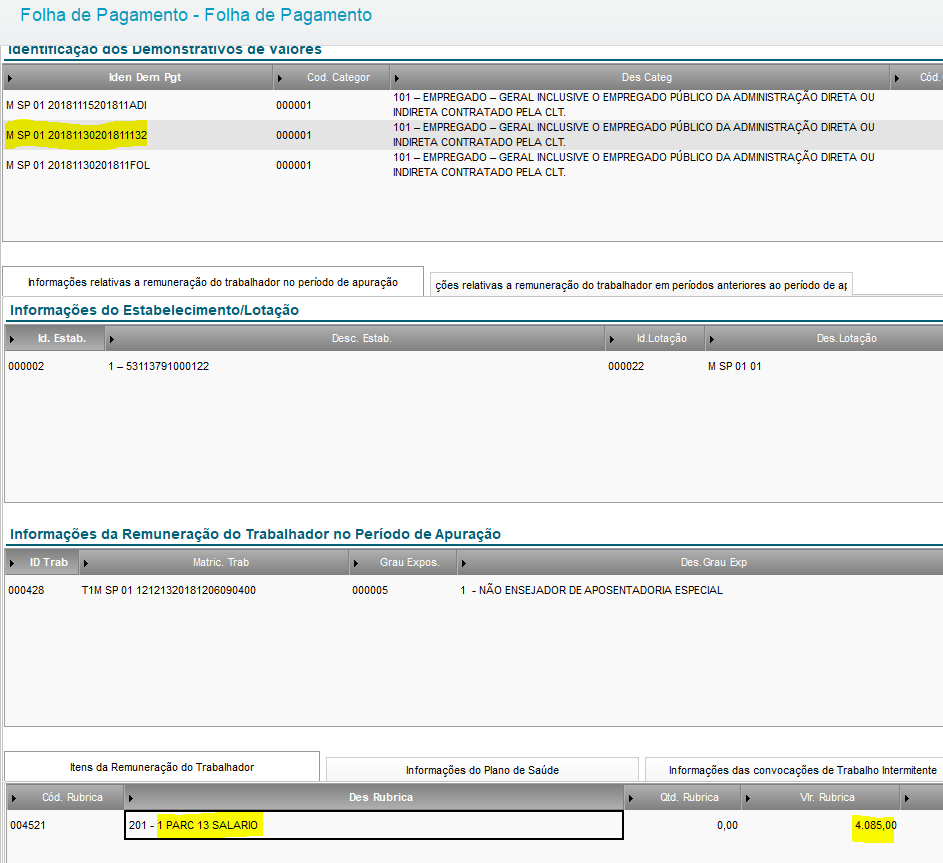 Folha de Pagamento - Folha de Pagamento
Identificação dos Demonstrativos de Valores
Iden Dem Pgt Cod. Categor Des Categ Cód.
M SP 01 20181115201811ADI 000001 101 – EMPREGADO – GERAL INCLUSIVE O EMPREGADO PÚBLICO DA ADMINISTRAÇÃO DIRETA OU
INDIRETA CONTRATADO PELA CLT.
M SP 01 20181130201811132 000001 101 – EMPREGADO – GERAL INCLUSIVE O EMPREGADO PÚBLICO DA ADMINISTRAÇÃO DIRETA OU
INDIRETA CONTRATADO PELA CLT.
M SP 01 20181130201811FOL 000001 101 – EMPREGADO – GERAL INCLUSIVE O EMPREGADO PÚBLICO DA ADMINISTRAÇÃO DIRETA OU
INDIRETA CONTRATADO PELA CLT.
Informações relativas a remuneração do trabalhador no período de apuração ções relativas a remuneração do trabalhador em períodos anteriores ao período de ap
Informações do Estabelecimento/Lotação
Id. Estab. Desc. Estab. Id.Lotação Des.Lotação
000002 1 – 53113791000122 000022 M SP 01 01
Informações da Remuneração do Trabalhador no Período de Apuração
ID Trab Matric. Trab Grau Expos. Des.Grau Exp
000428 T1M SP 01 12121320181206090400 000005 1 - NÃO ENSEJADOR DE APOSENTADORIA ESPECIAL
Itens da Remuneração do Trabalhador Informações do Plano de Saúde Informações das convocações de Trabalho Intermitente
Cód. Rubrica Des Rubrica Qtd. Rubrica Vlr. Rubrica
004521 201 - 1 PARC 13 SALARIO 0,00 4.085,00